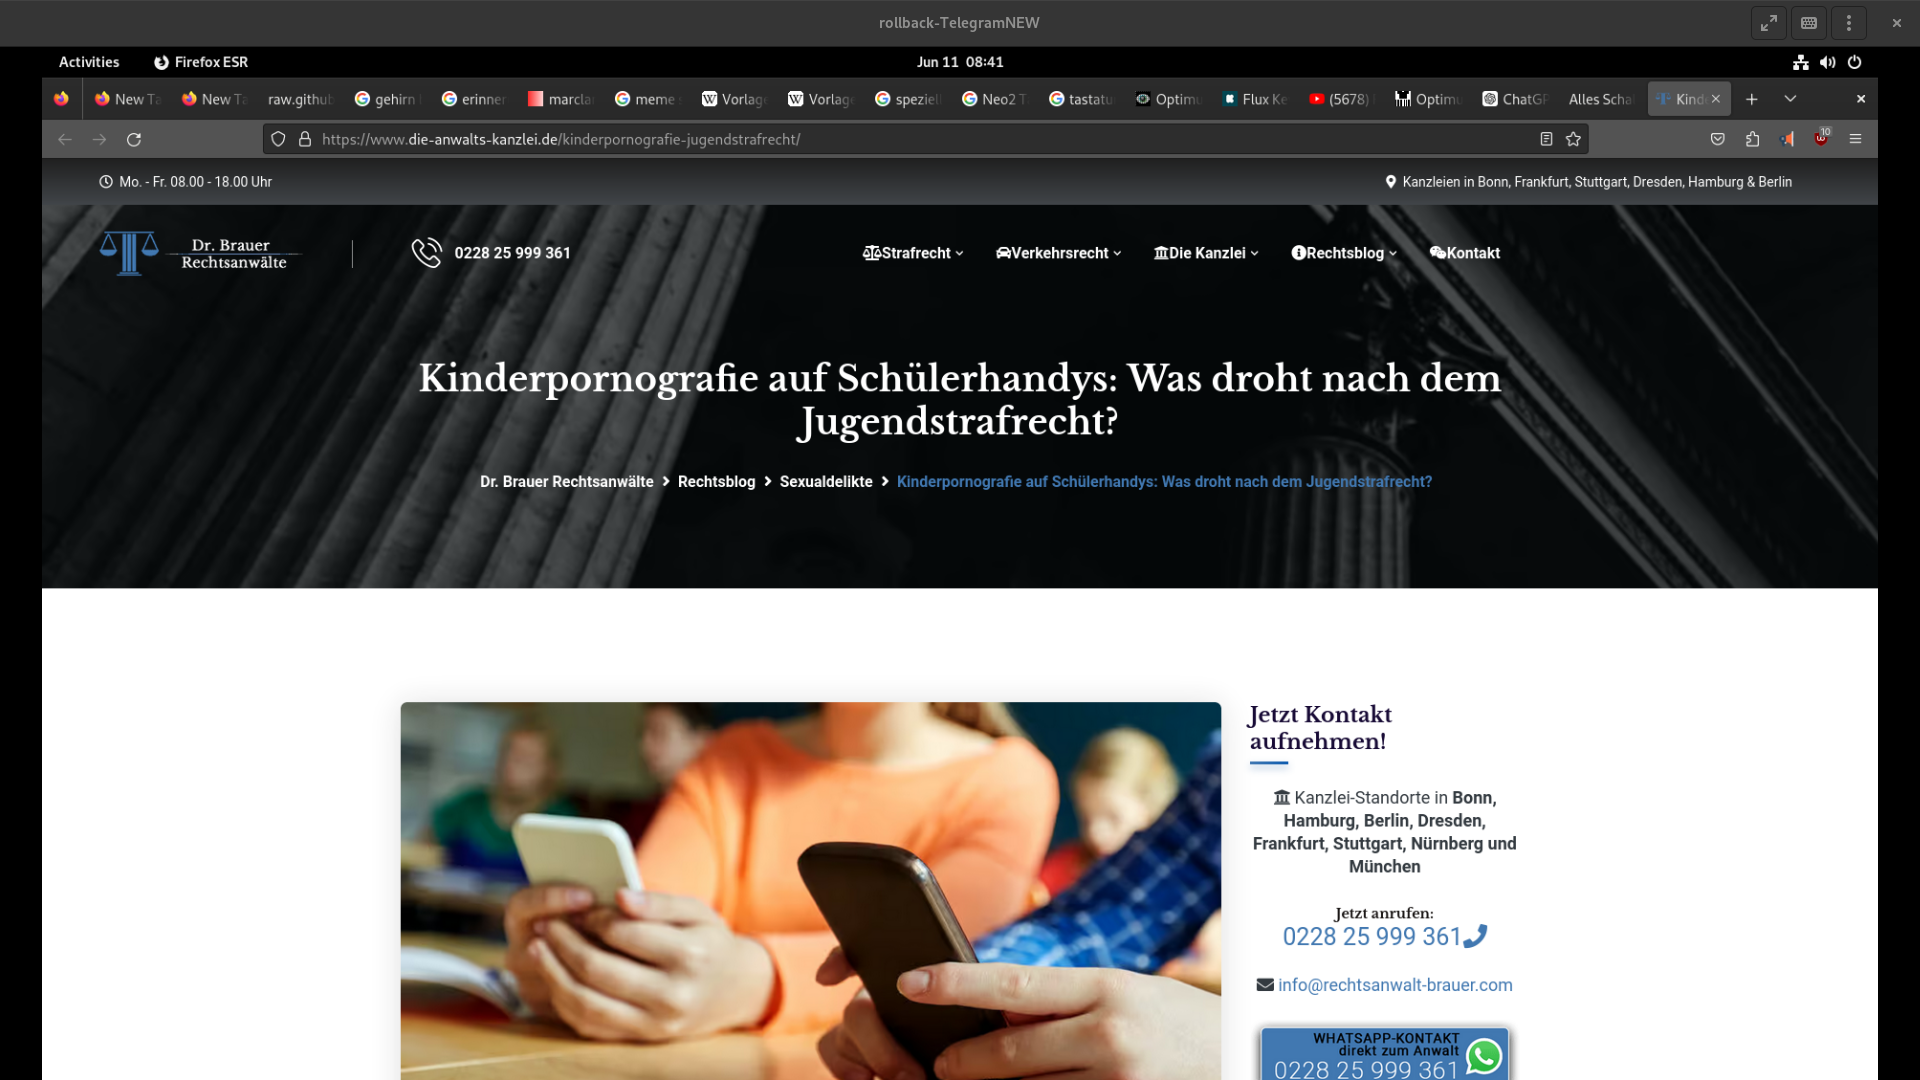 rollback-TelegramNEW
Activities Firefox ESR Jun 11 08:41
New Ta New Ta raw.githu gehirn erinner marcla meme Vorlag Vorlag speziell Neo2 T tastatu Optimu Flux Ke (5678) Optimu ChatGP Alles Scha Kind
https://www.die-anwalts-kanzlei.de/kinderpornografie-jugendstrafrecht/ 10
Mo. - Fr. 08.00 - 18.00 Uhr Kanzleien in Bonn, Frankfurt, Stuttgart, Dresden, Hamburg & Berlin
Dr. Brauer
Rechtsanwälte
0228 25 999 361 Strafrecht Verkehrsrecht Die Kanzlei Rechtsblog Kontakt
Kinderpornografie auf Schülerhandys: Was droht nach dem
Jugendstrafrecht?
Dr. Brauer Rechtsanwälte Rechtsblog Sexualdelikte Kinderpornografie auf Schülerhandys: Was droht nach dem Jugendstrafrecht?
Jetzt Kontakt
aufnehmen!
Kanzlei-Standorte in Bonn,
Hamburg, Berlin, Dresden,
Frankfurt, Stuttgart, Nürnberg und
München
Jetzt anrufen:
0228 25 999 361
info@rechtsanwalt-brauer.com
WHATSAPP-KONTAKT
direkt zum Anwalt
0228 25 999 361